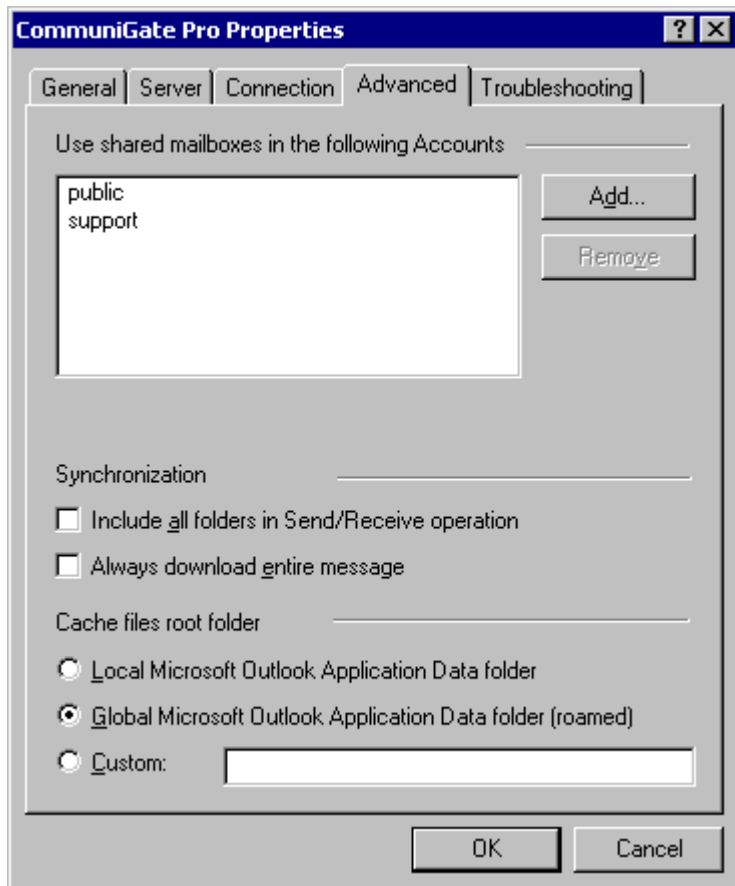 CommuniGate Pro Properties
General Server Connection Advanced Troubleshooting
Use shared mailboxes in the following Accounts
public
support
Add...
Remove
Synchronization
Include all folders in Send/Receive operation
Always download entire message
Cache files root folder
Local Microsoft Outlook Application Data folder
Global Microsoft Outlook Application Data folder (roamed)
Custom:
OK Cancel